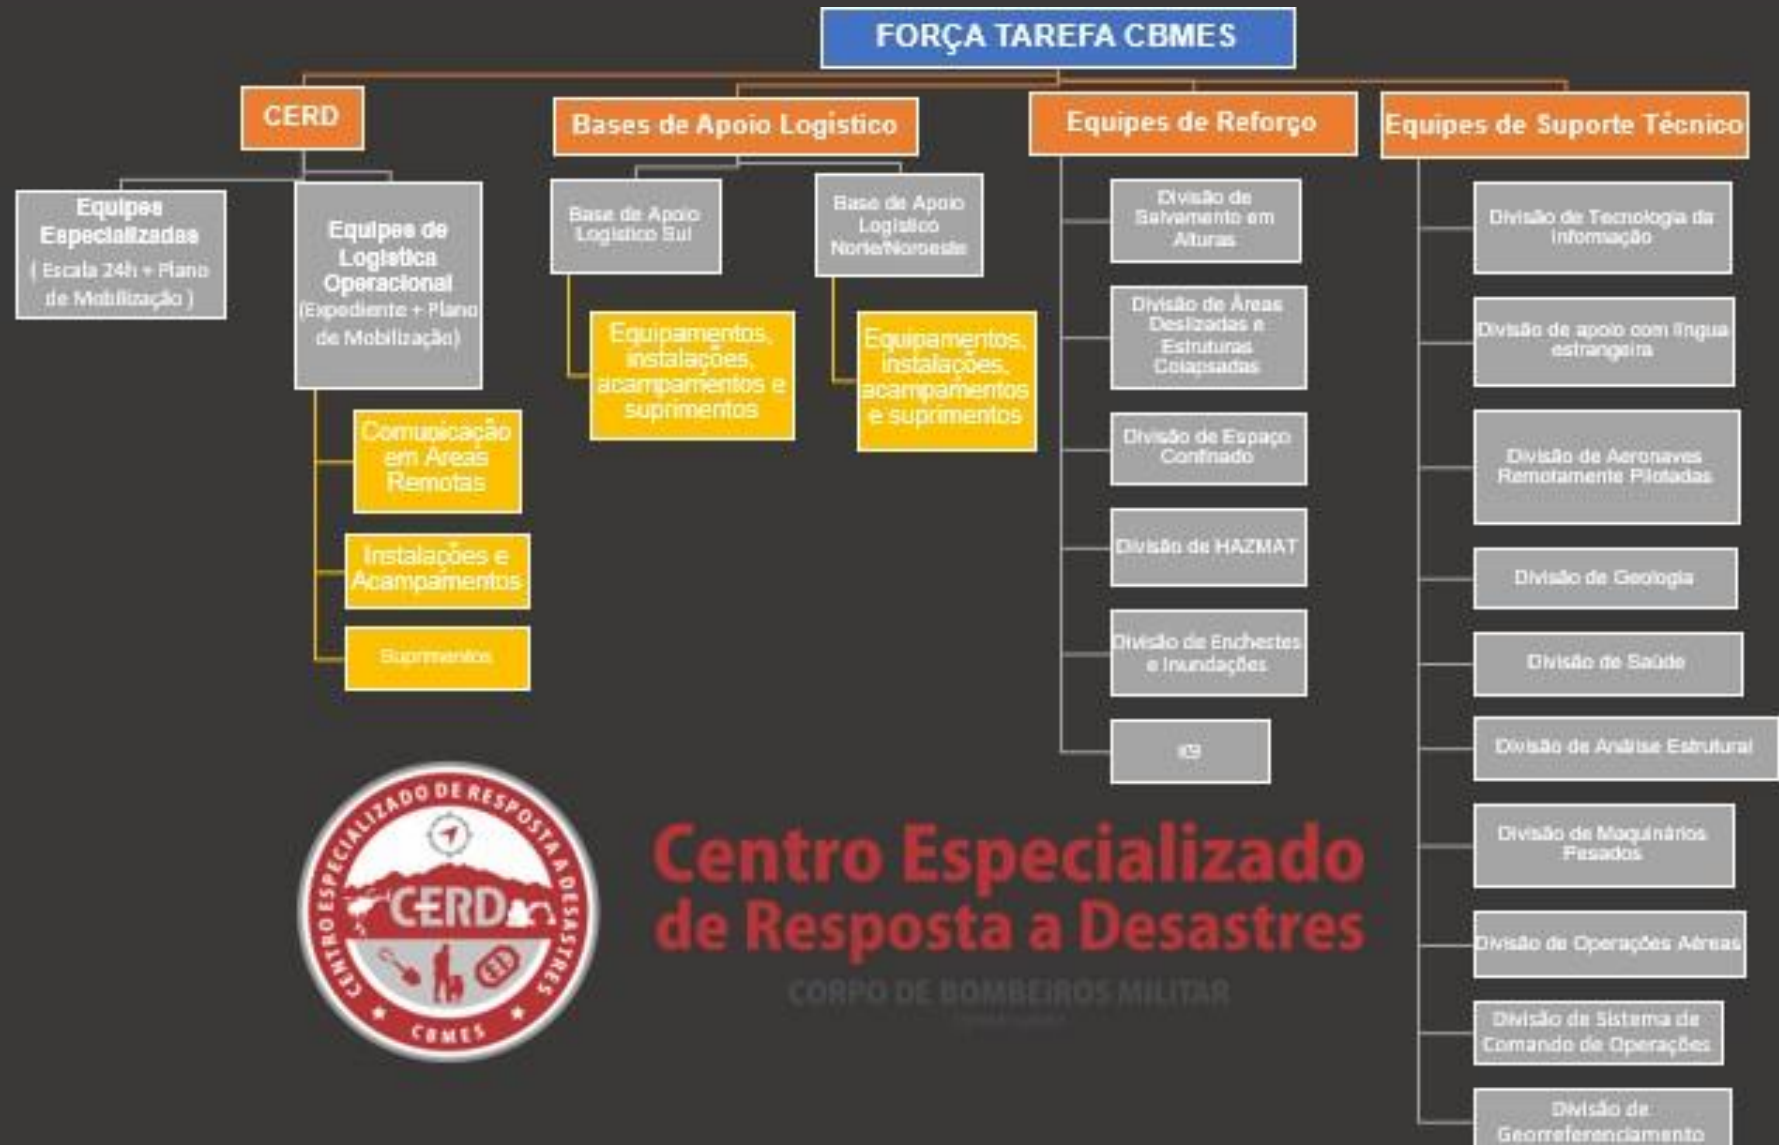 FORÇA TAREFA CBMES
CERD
Equipes
Especializadas
( Escala 24h + Plano
de Mobilização )
Equipes de
Logística
Operacional
(Expediente + Plano
de Mobilização)
Comunicação
em Áreas
Remotas
Instalações e
Acampamentos
Suprimentos
Bases de Apoio Logístico
Base de Apoio
Logístico Sul
Equipamentos,
instalações,
acampamentos e
suprimentos
Base de Apoio
Logístico
Norte/Noroeste
Equipamentos,
instalações,
acampamentos
e suprimentos
Equipes de Reforço
Divisão de
Salvamento em
Alturas
Divisão de Áreas
Deslizadas e
Estruturas
Colapsadas
Divisão de Espaço
Confinado
Divisão de HAZMAT
Divisão de Enchestes
e Inundações
K9
Equipes de Suporte Técnico
Divisão de Tecnologia da
Informação
Divisão de apoio com língua
estrangeira
Divisão de Aeronaves
Remotamente Pilotadas
Divisão de Geologia
Divisão de Saúde
Divisão de Análise Estrutural
Divisão de Maquinários
Pesados
Divisão de Operações Aéreas
Divisão de Sistema de
Comando de Operações
Divisão de
Georreferenciamento
CENTRO ESPECIALIZADO DE RESPOSTA A DESASTRES
CERD
CBMES
Centro Especializado
de Resposta a Desastres
CORPO DE BOMBEIROS MILITAR